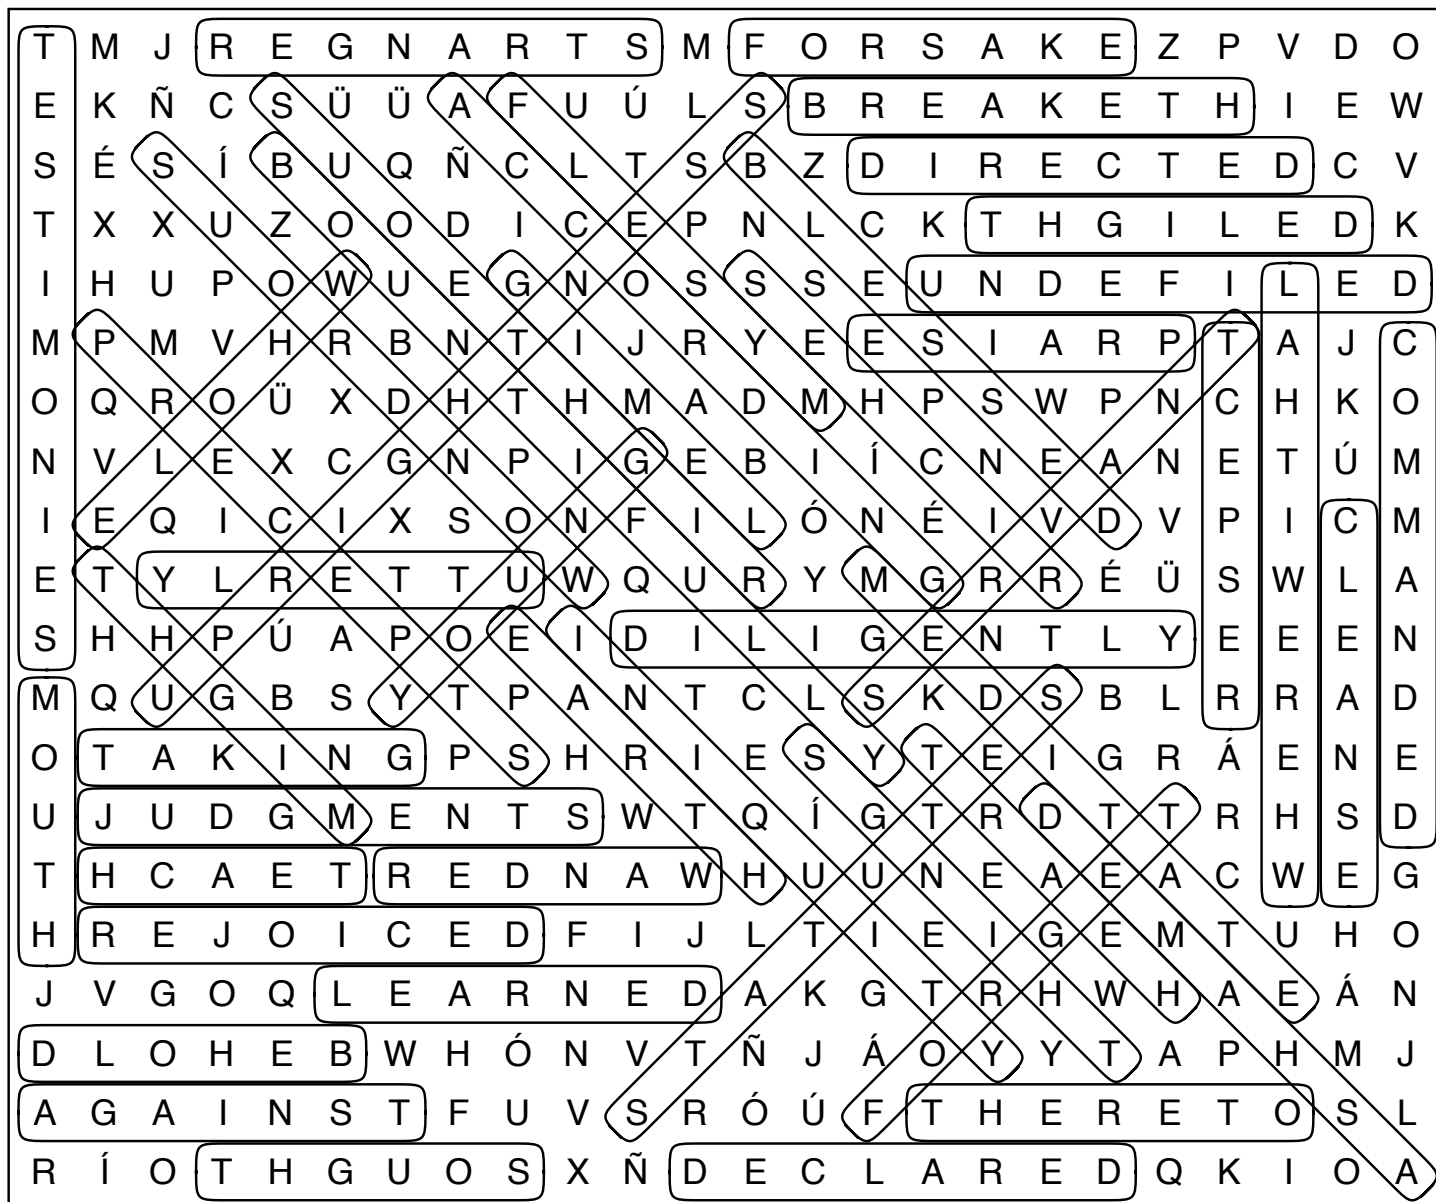 T M J R E G N A R T S M F O R S A K E Z P V D O
E K Ñ C S Ü Ü A F U Ú L S B R E A K E T H I E W
S É S Í B U Q Ñ C L T S B Z D I R E C T E D C V
T X X U Z O O D I C E P N L C K T H G I L E D K
I H U P O W U E G N O S S S E U N D E F I L E D
M P M V H R B N T I J R Y E E S I A R P T A J C
O Q R O Ü X D H T H M A D M H P S W P N C H K O
N V L E X C G N P I G E B I Í C N E A N E T Ú M
I E Q I C I X S O N F I L Ó N É I V D V P I C M
E T Y L R E T T U W Q U R Y M G R R É Ü S W L A
S H H P Ú A P O E I D I L I G E N T L Y E E E N
M Q U G B S Y T P A N T C L S K D S B L R R A D
O T A K I N G P S H R I E S Y T E I G R Á E N E
U J U D G M E N T S W T Q Í G T R D T T R H S D
T H C A E T R E D N A W H U U N E A E A C W E G
H R E J O I C E D F I J L T I E I G E M T U H O
J V G O Q L E A R N E D A K G T R H W H A E Á N
D L O H E B W H Ó N V T Ñ J Á O Y Y T A P H M J
A G A I N S T F U V S R Ó Ú F T H E R E T O S L
R Í O T H G U O S X Ñ D E C L A R E D Q K I O A